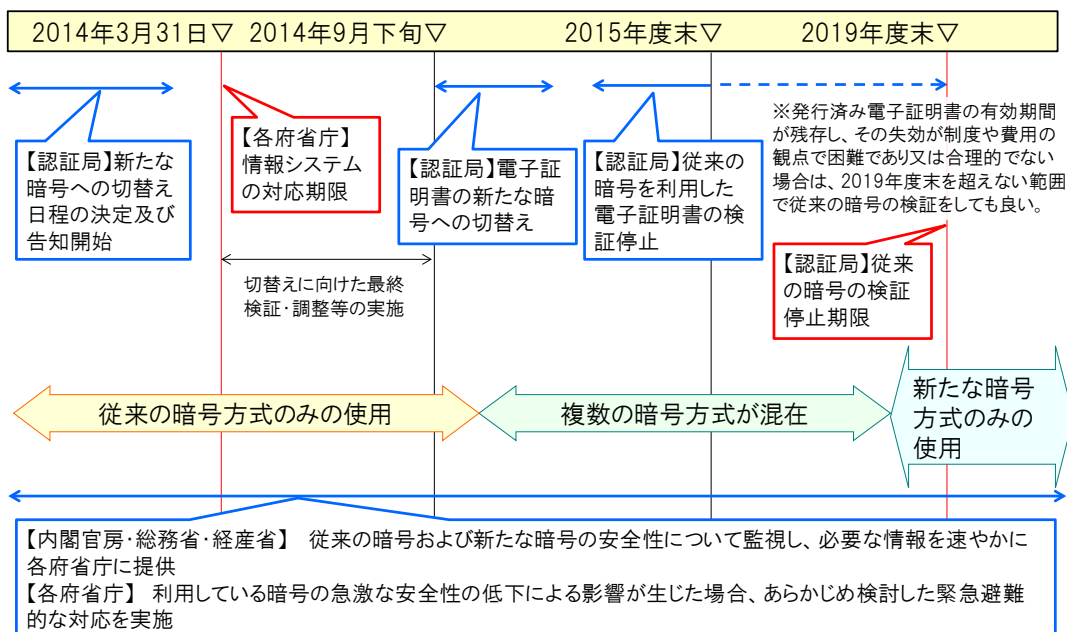 2014年3月31日▽ 2014年9月下旬▽ 2015年度末▽ 2019年度末▽
【認証局】新たな
暗号への切替え
日程の決定及び
告知開始
【各府省庁】
情報システム
の対応期限
【認証局】電子証
明書の新たな暗
号への切替え
【認証局】従来の
暗号を利用した
電子証明書の検
証停止
※発行済み電子証明書の有効期間
が残存し、その失効が制度や費用の
観点で困難であり又は合理的でない
場合は、2019年度末を超えない範囲
で従来の暗号の検証をしても良い。
【認証局】従来
の暗号の検証
停止期限
切替えに向けた最終
検証・調整等の実施
従来の暗号方式のみの使用
複数の暗号方式が混在
新たな暗号
方式のみの
使用
【内閣官房・総務省・経産省】 従来の暗号および新たな暗号の安全性について監視し、必要な情報を速やかに
各府省庁に提供
【各府省庁】 利用している暗号の急激な安全性の低下による影響が生じた場合、あらかじめ検討した緊急避難
的な対応を実施